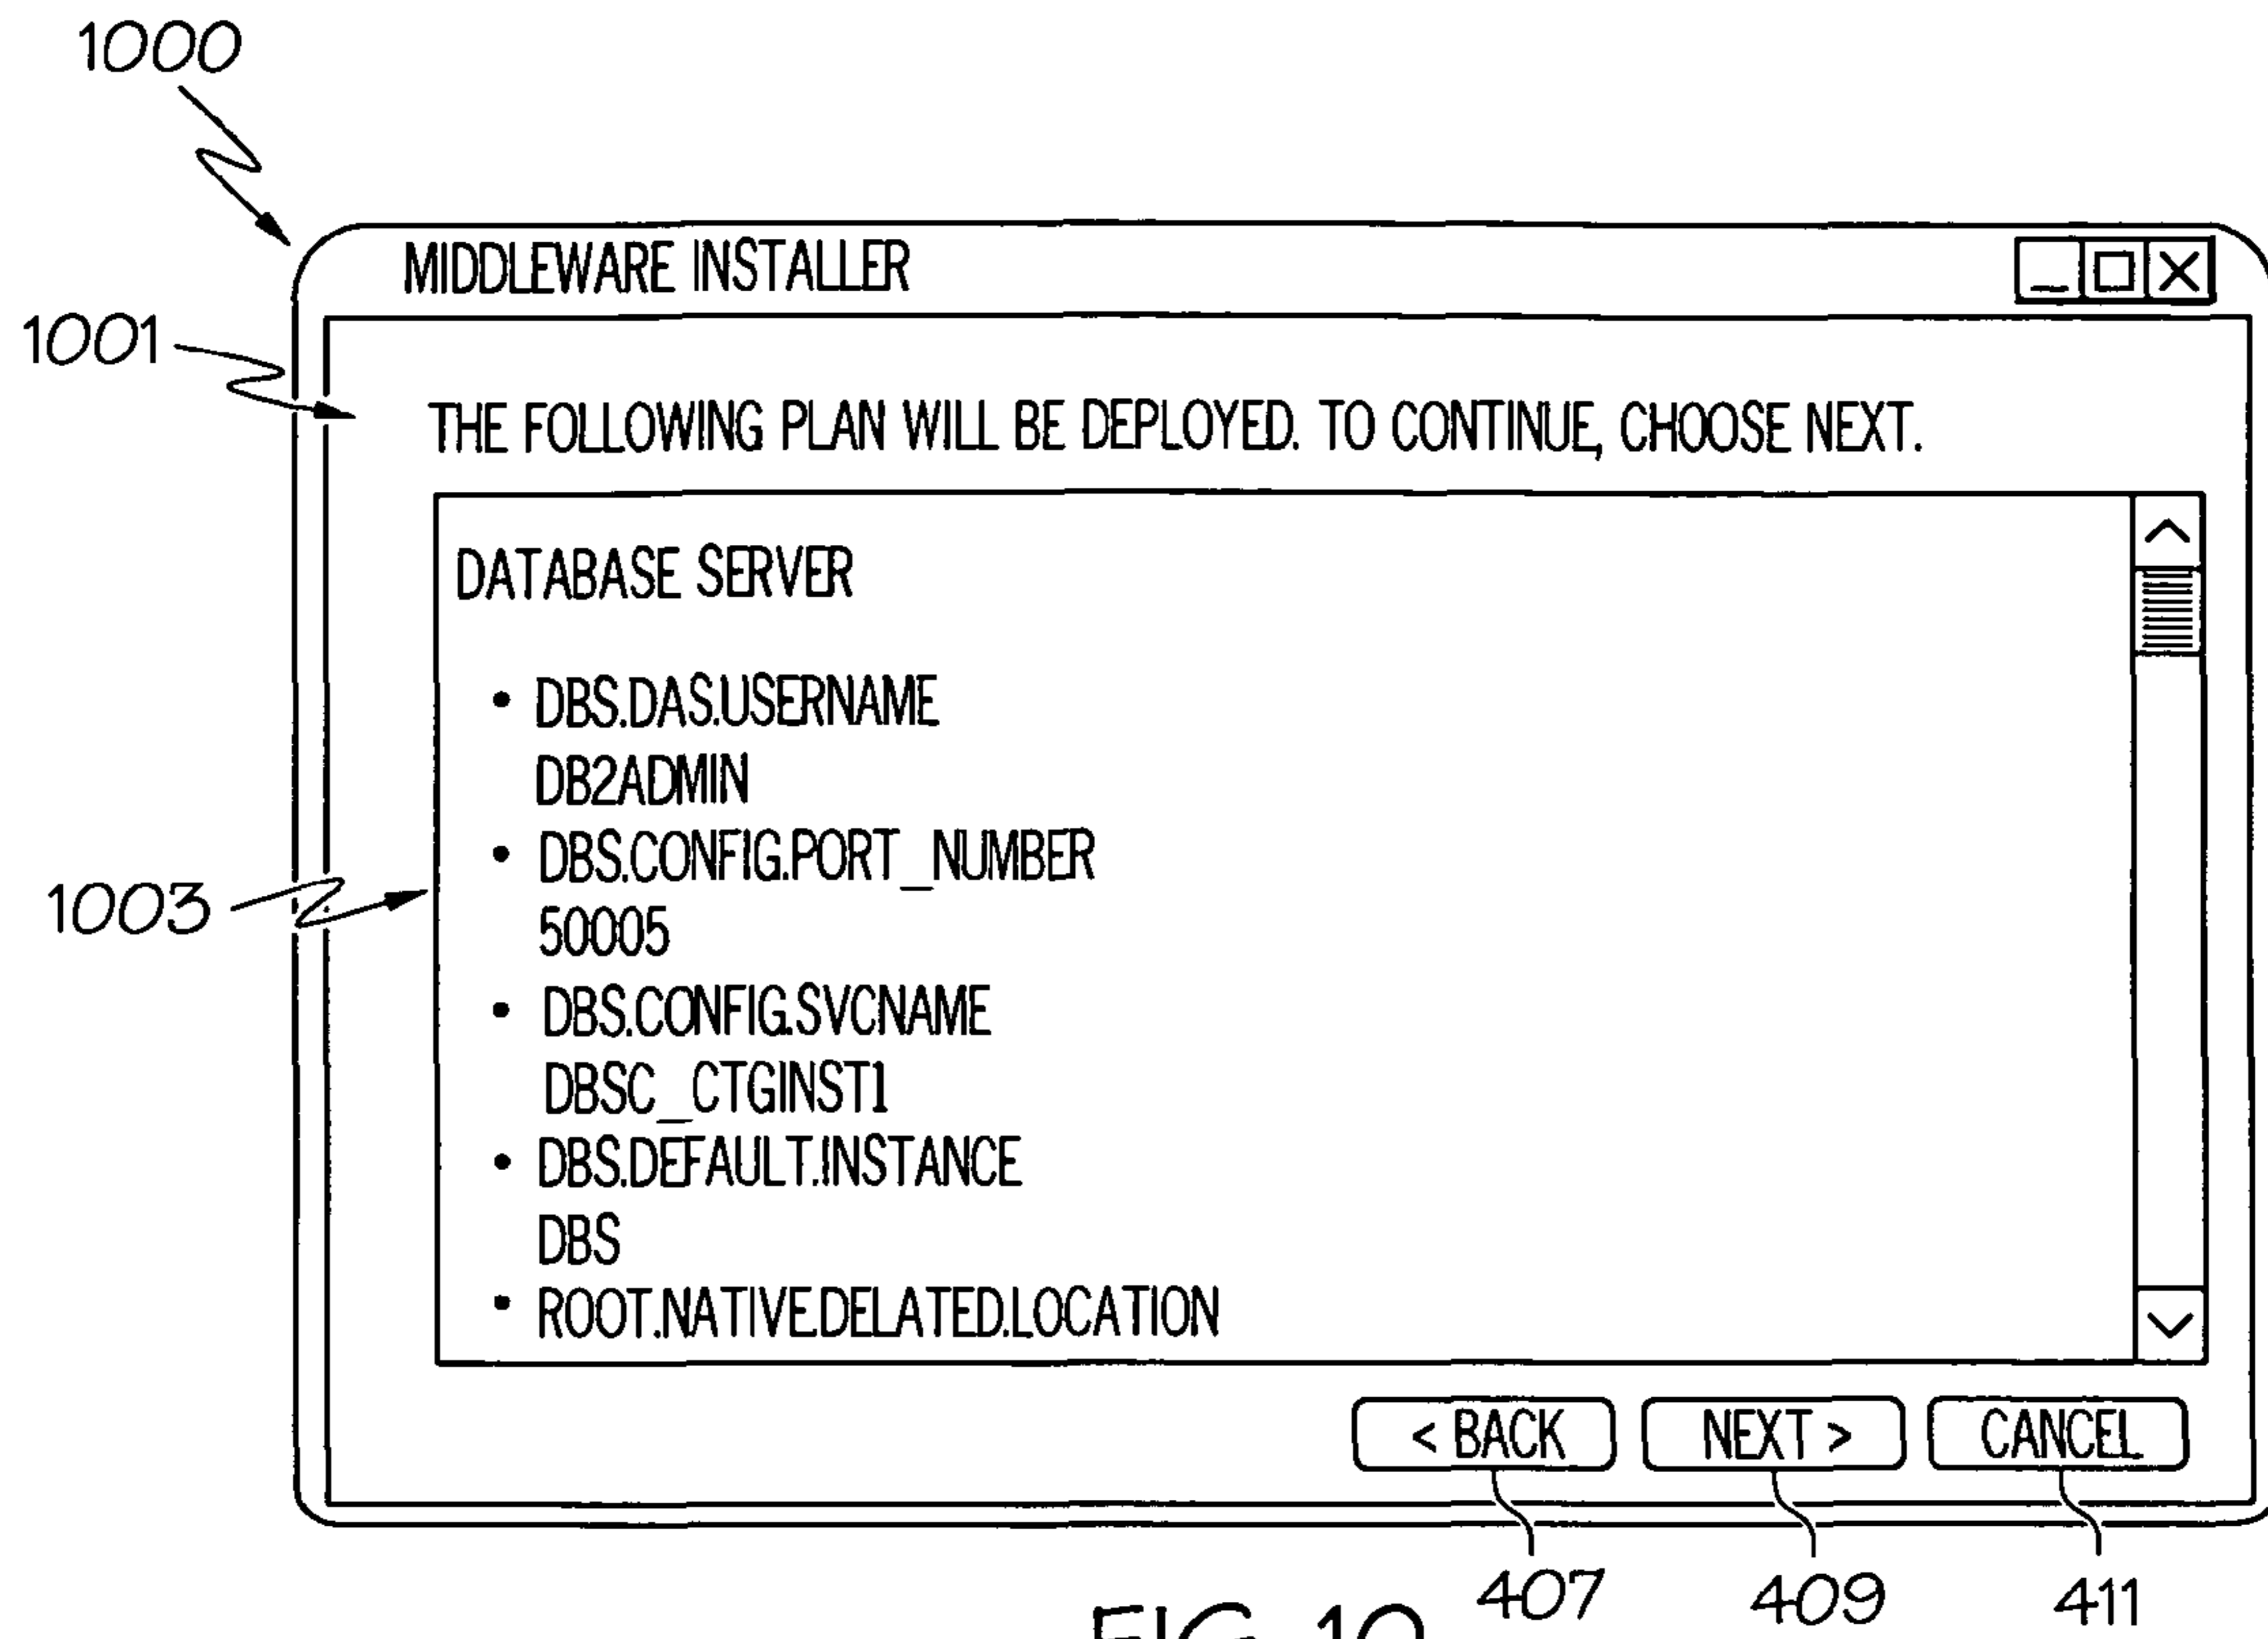 1000
MIDDLEWARE INSTALLER
1001
THE FOLLOWING PLAN WILL BE DEPLOYED. TO CONTINUE, CHOOSE NEXT.
DATABASE SERVER
• DBS.DAS.USERNAME
DB2ADMIN
• DBS.CONFIG.PORT_NUMBER
1003
50005
• DBS.CONFIG.SVCNAME
DBSC_CTGINST1
• DBS.DEFAULT.INSTANCE
DBS
• ROOT.NATIVE.DELATED.LOCATION
< BACK NEXT > CANCEL
407 409 411
FIG. 10